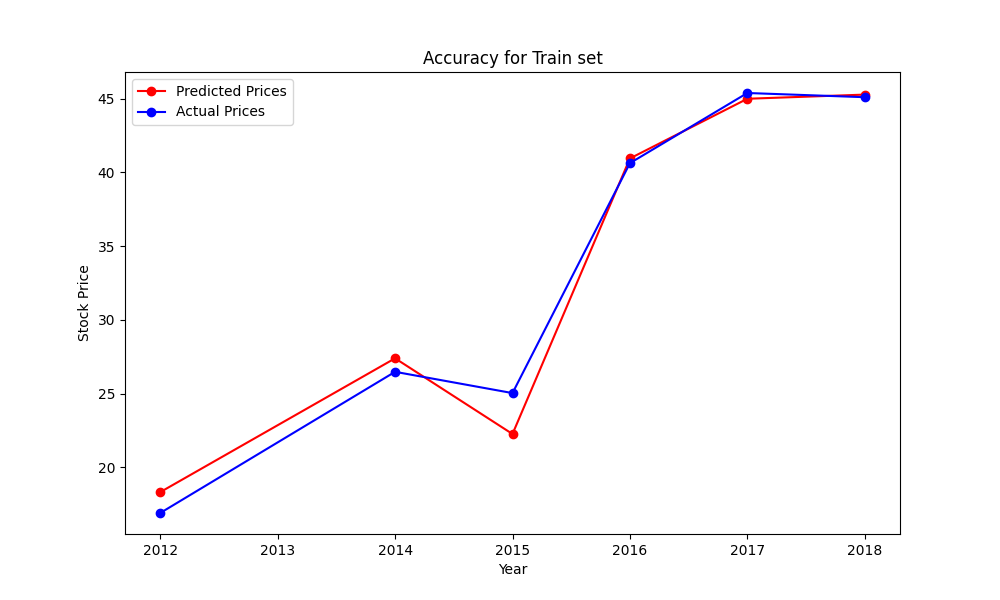 Accuracy for Train set
Predicted Prices
Actual Prices
45
40
35
30
25
20
Stock Price
2012 2013 2014 2015 2016 2017 2018
Year